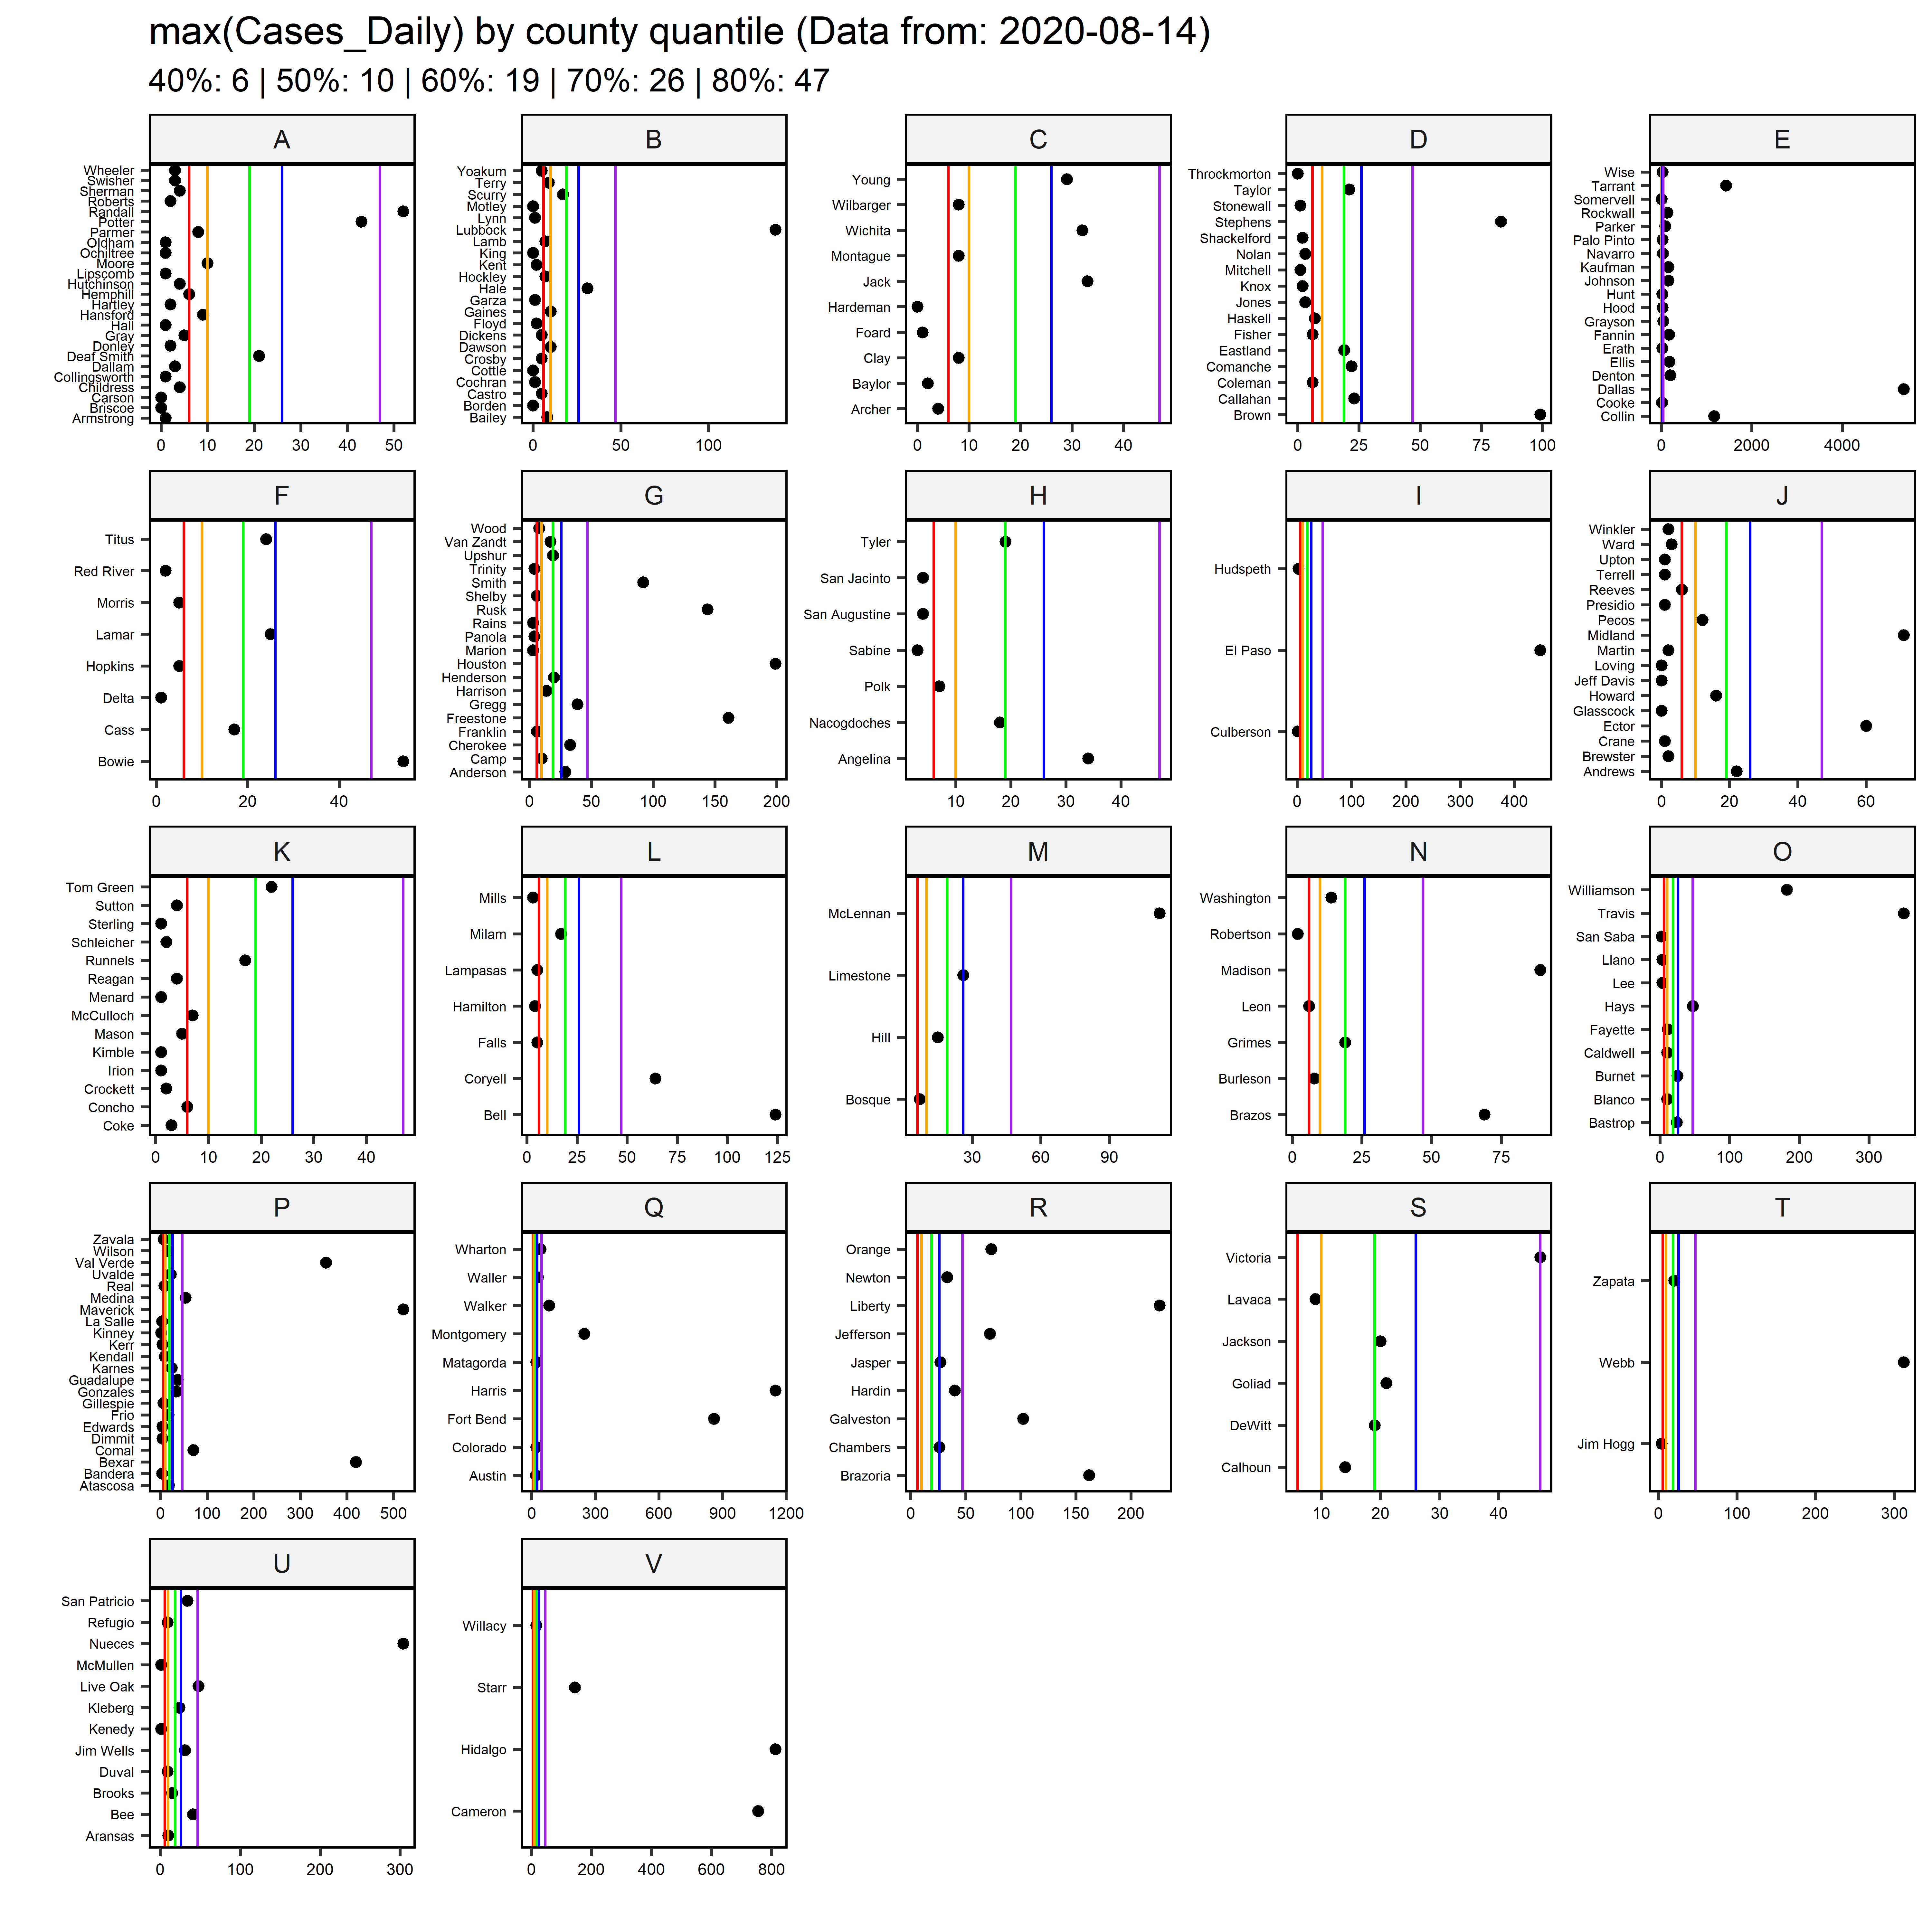 max(Cases_Daily) by county quantile (Data from: 2020-08-14)
40%: 6 | 50%: 10 | 60%: 19 | 70%: 26 | 80%: 47
A
Wheeler
Swisher
Sherman
Roberts
Randall
Potter
Parmer
Oldham
Ochiltree
Moore
Lipscomb
Hutchinson
Hemphill
Hartley
Hansford
Hall
Gray
Donley
Deaf Smith
Dallam
Collingsworth
Childress
Carson
Briscoe
Armstrong
0 10 20 30 40 50
B
Yoakum
Terry
Scurry
Motley
Lynn
Lubbock
Lamb
King
Kent
Hockley
Hale
Garza
Gaines
Floyd
Dickens
Dawson
Crosby
Cottle
Cochran
Castro
Borden
Bailey
0 50 100
C
Young
Wilbarger
Wichita
Montague
Jack
Hardeman
Foard
Clay
Baylor
Archer
0 10 20 30 40
D
Throckmorton
Taylor
Stonewall
Stephens
Shackelford
Nolan
Mitchell
Knox
Jones
Haskell
Fisher
Eastland
Comanche
Coleman
Callahan
Brown
0 25 50 75 100
E
Wise
Tarrant
Somervell
Rockwall
Parker
Palo Pinto
Navarro
Kaufman
Johnson
Hunt
Hood
Grayson
Fannin
Erath
Ellis
Denton
Dallas
Cooke
Collin
0 2000 4000
F
Titus
Red River
Morris
Lamar
Hopkins
Delta
Cass
Bowie
0 20 40
G
Wood
Van Zandt
Upshur
Trinity
Smith
Shelby
Rusk
Rains
Panola
Marion
Houston
Henderson
Harrison
Gregg
Freestone
Franklin
Cherokee
Camp
Anderson
0 50 100 150 200
H
Tyler
San Jacinto
San Augustine
Sabine
Polk
Nacogdoches
Angelina
10 20 30 40
I
Hudspeth
El Paso
Culberson
0 100 200 300 400
J
Winkler
Ward
Upton
Terrell
Reeves
Presidio
Pecos
Midland
Martin
Loving
Jeff Davis
Howard
Glasscock
Ector
Crane
Brewster
Andrews
0 20 40 60
K
Tom Green
Sutton
Sterling
Schleicher
Runnels
Reagan
Menard
McCulloch
Mason
Kimble
Irion
Crockett
Concho
Coke
0 10 20 30 40
L
Mills
Milam
Lampasas
Hamilton
Falls
Coryell
Bell
0 25 50 75 100 125
M
McLennan
Limestone
Hill
Bosque
30 60 90
N
Washington
Robertson
Madison
Leon
Grimes
Burleson
Brazos
0 25 50 75
O
Williamson
Travis
San Saba
Llano
Lee
Hays
Fayette
Caldwell
Burnet
Blanco
Bastrop
0 100 200 300
P
Zavala
Wilson
Val Verde
Uvalde
Real
Medina
Maverick
La Salle
Kinney
Kerr
Kendall
Karnes
Guadalupe
Gonzales
Gillespie
Frio
Edwards
Dimmit
Comal
Bexar
Bandera
Atascosa
0 100 200 300 400 500
Q
Wharton
Waller
Walker
Montgomery
Matagorda
Harris
Fort Bend
Colorado
Austin
0 300 600 900 1200
R
Orange
Newton
Liberty
Jefferson
Jasper
Hardin
Galveston
Chambers
Brazoria
0 50 100 150 200
S
Victoria
Lavaca
Jackson
Goliad
DeWitt
Calhoun
10 20 30 40
T
Zapata
Webb
Jim Hogg
0 100 200 300
U
San Patricio
Refugio
Nueces
McMullen
Live Oak
Kleberg
Kenedy
Jim Wells
Duval
Brooks
Bee
Aransas
0 100 200 300
V
Willacy
Starr
Hidalgo
Cameron
0 200 400 600 800